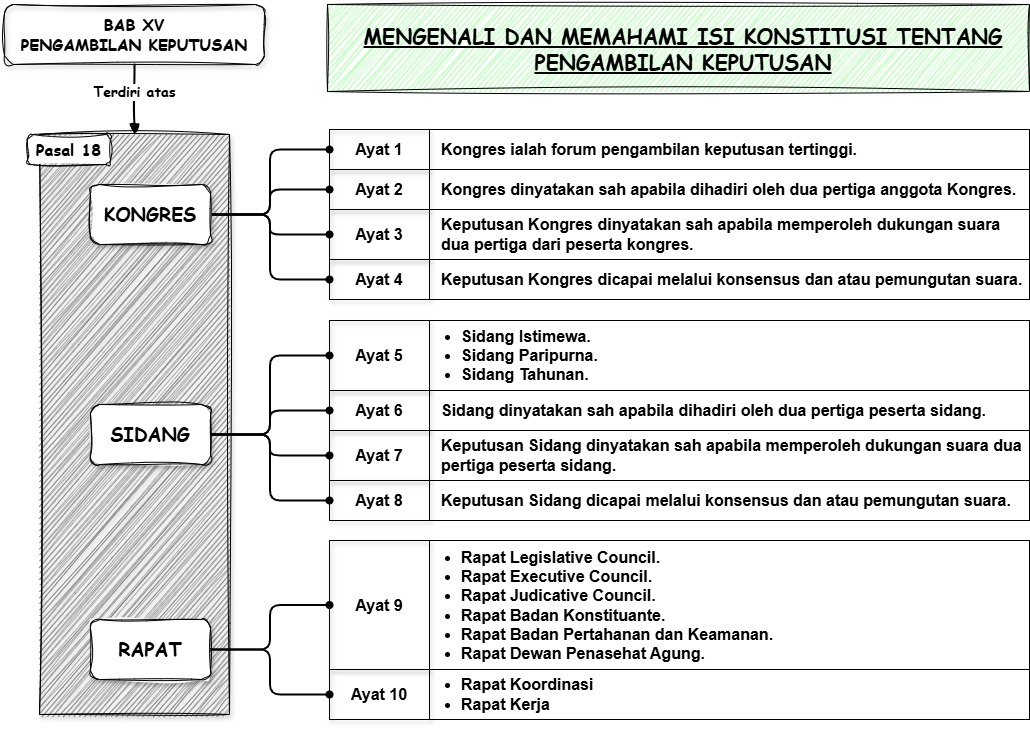 BAB XV
PENGAMBILAN KEPUTUSAN
MENGENALI DAN MEMAHAMI ISI KONSTITUSI TENTANG
PENGAMBILAN KEPUTUSAN
Terdiri atas
Pasal 18
KONGRES
Ayat 1 Kongres ialah forum pengambilan keputusan tertinggi.
Ayat 2 Kongres dinyatakan sah apabila dihadiri oleh dua pertiga anggota Kongres.
Ayat 3 Keputusan Kongres dinyatakan sah apabila memperoleh dukungan suara
dua pertiga dari peserta kongres.
Ayat 4 Keputusan Kongres dicapai melalui konsensus dan atau pemungutan suara.
SIDANG
Ayat 5
• Sidang Istimewa.
• Sidang Paripurna.
• Sidang Tahunan.
Ayat 6 Sidang dinyatakan sah apabila dihadiri oleh dua pertiga peserta sidang.
Ayat 7 Keputusan Sidang dinyatakan sah apabila memperoleh dukungan suara dua
pertiga peserta sidang.
Ayat 8 Keputusan Sidang dicapai melalui konsensus dan atau pemungutan suara.
RAPAT
Ayat 9
• Rapat Legislative Council.
• Rapat Executive Council.
• Rapat Judicative Council.
• Rapat Badan Konstituante.
• Rapat Badan Pertahanan dan Keamanan.
• Rapat Dewan Penasehat Agung.
Ayat 10
• Rapat Koordinasi
• Rapat Kerja